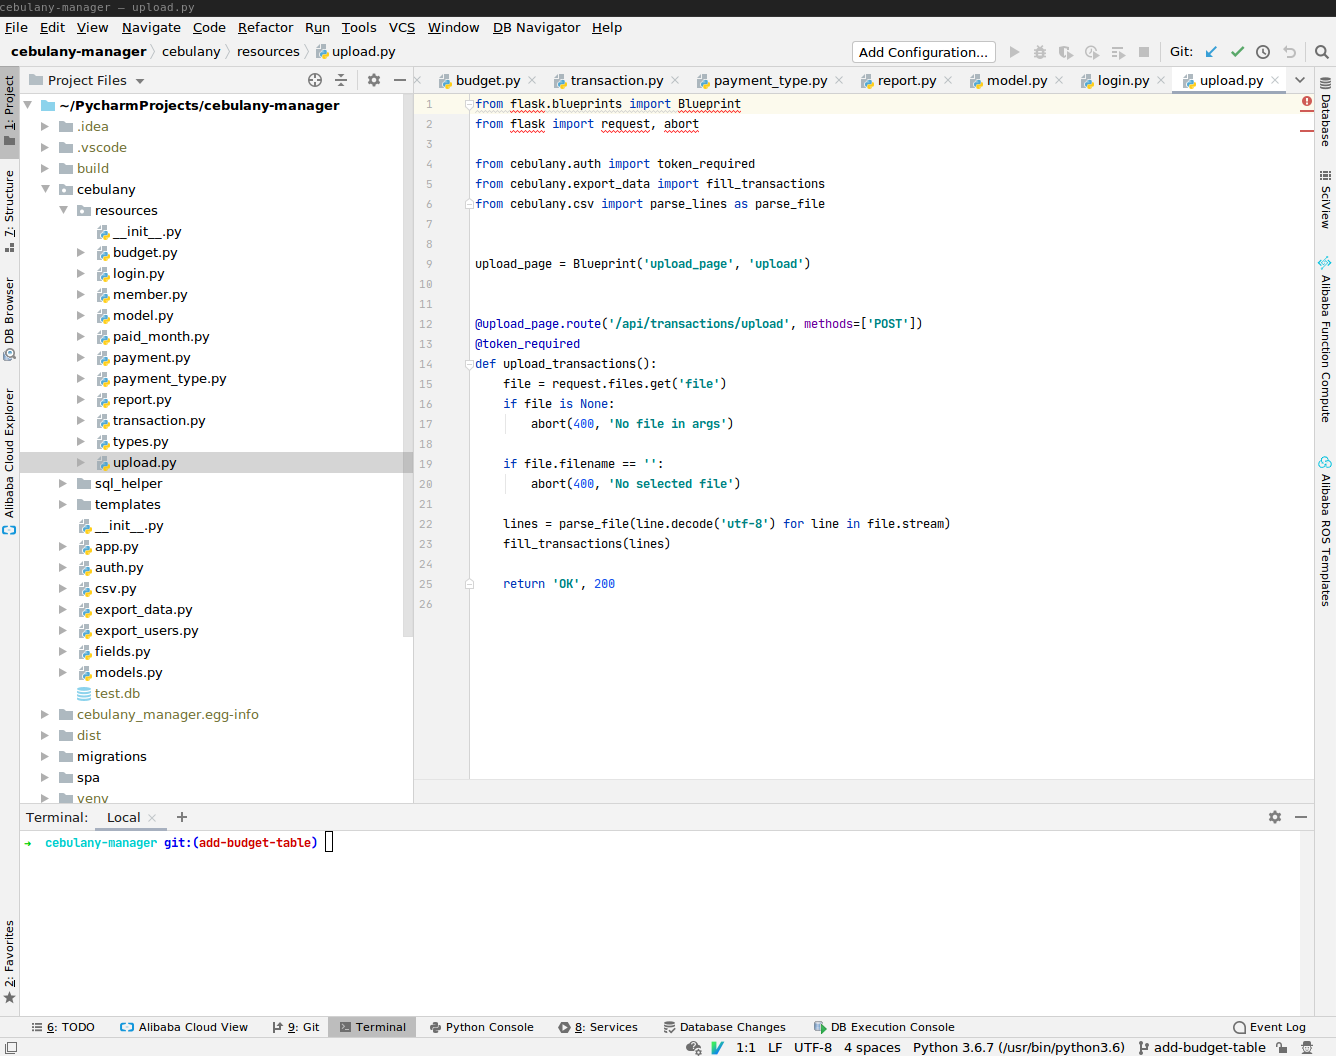 cebulany-manager – upload.py
File Edit View Navigate Code Refactor Run Tools VCS Window DB Navigator Help
cebulany-manager cebulany resources upload.py Add Configuration... Git:
Project Files budget.py transaction.py payment_type.py report.py model.py login.py upload.py
1: Project
7: Structure
DB Browser
Alibaba Cloud Explorer
2: Favorites
~/PycharmProjects/cebulany-manager
.idea
.vscode
build
cebulany
resources
__init__.py
budget.py
login.py
member.py
model.py
paid_month.py
payment.py
payment_type.py
report.py
transaction.py
types.py
upload.py
sql_helper
templates
__init__.py
app.py
auth.py
csv.py
export_data.py
export_users.py
fields.py
models.py
test.db
cebulany_manager.egg-info
dist
migrations
spa
venv
1 from flask.blueprints import Blueprint
2 from flask import request, abort
3
4 from cebulany.auth import token_required
5 from cebulany.export_data import fill_transactions
6 from cebulany.csv import parse_lines as parse_file
7
8
9 upload_page = Blueprint('upload_page', 'upload')
10
11
12 @upload_page.route('/api/transactions/upload', methods=['POST'])
13 @token_required
14 def upload_transactions():
15 file = request.files.get('file')
16 if file is None:
17 abort(400, 'No file in args')
18
19 if file.filename == '':
20 abort(400, 'No selected file')
21
22 lines = parse_file(line.decode('utf-8') for line in file.stream)
23 fill_transactions(lines)
24
25 return 'OK', 200
26
Database
SciView
Alibaba Function Compute
Alibaba ROS Templates
Terminal: Local
→ cebulany-manager git:(add-budget-table)
6: TODO Alibaba Cloud View 9: Git Terminal Python Console 8: Services Database Changes DB Execution Console Event Log
1:1 LF UTF-8 4 spaces Python 3.6.7 (/usr/bin/python3.6) add-budget-table